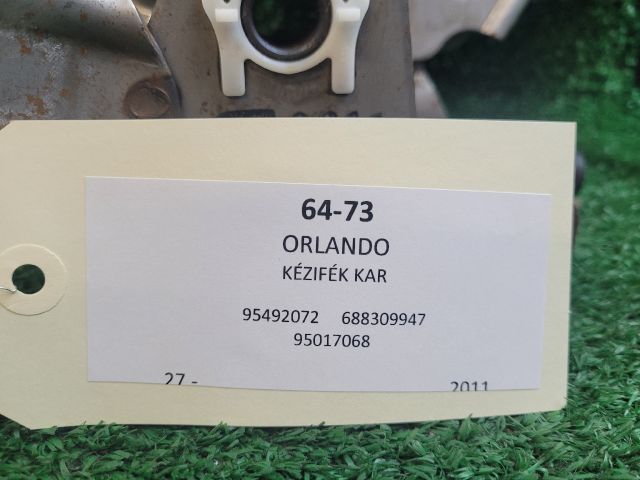 64-73
ORLANDO
KÉZIFÉK KAR
95492072 688309947
95017068
27 - 2011